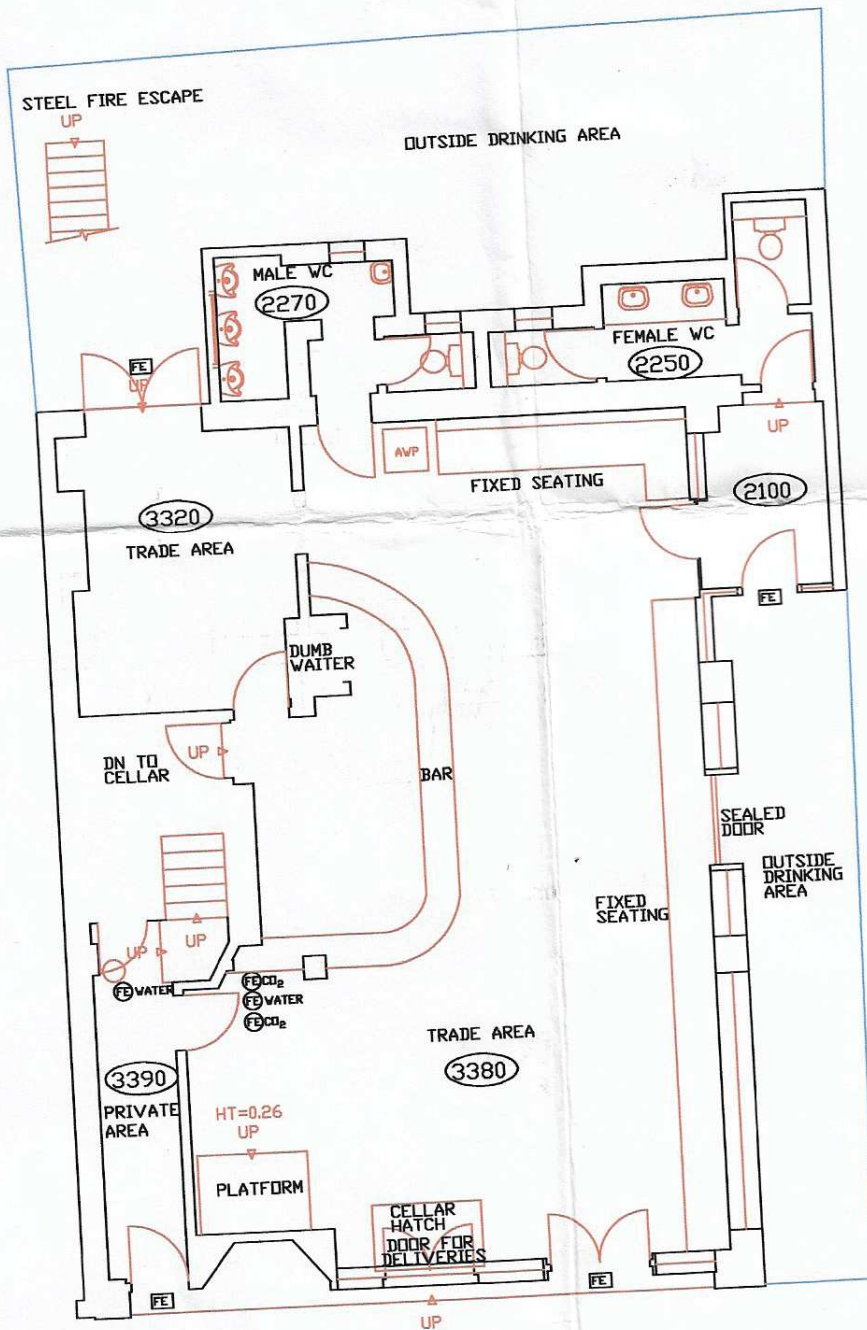 STEEL FIRE ESCAPE
UP
OUTSIDE DRINKING AREA
MALE WC
2270
FEMALE WC
2250
FE
UP
UP
AWP
FIXED SEATING
2100
3320
TRADE AREA
FE
DUMB
WAITER
DN TO
CELLAR
UP
BAR
SEALED
DOOR
OUTSIDE
DRINKING
AREA
FIXED
SEATING
UP
UP
FE WATER
FE CO2
FE WATER
FE CO2
TRADE AREA
3380
3390
PRIVATE
AREA
HT=0.26
UP
PLATFORM
CELLAR
HATCH
DOOR FOR
DELIVERIES
FE
FE
UP